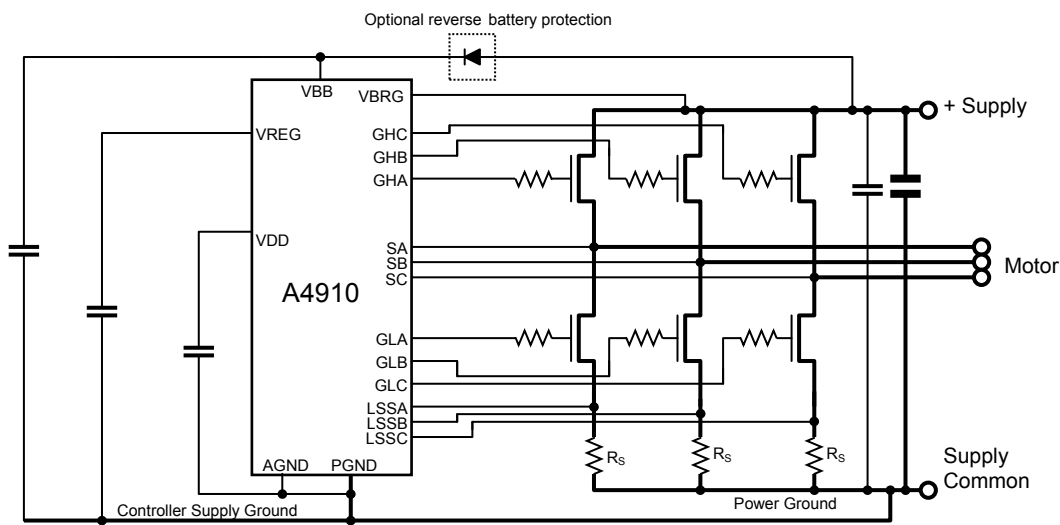 Optional reverse battery protection
VBB
VBRG
+ Supply
VREG
GHC
GHB
GHA
VDD
SA
SB
SC
Motor
A4910
GLA
GLB
GLC
LSSA
LSSB
LSSC
RS
RS
RS
AGND
PGND
Supply
Common
Controller Supply Ground
Power Ground